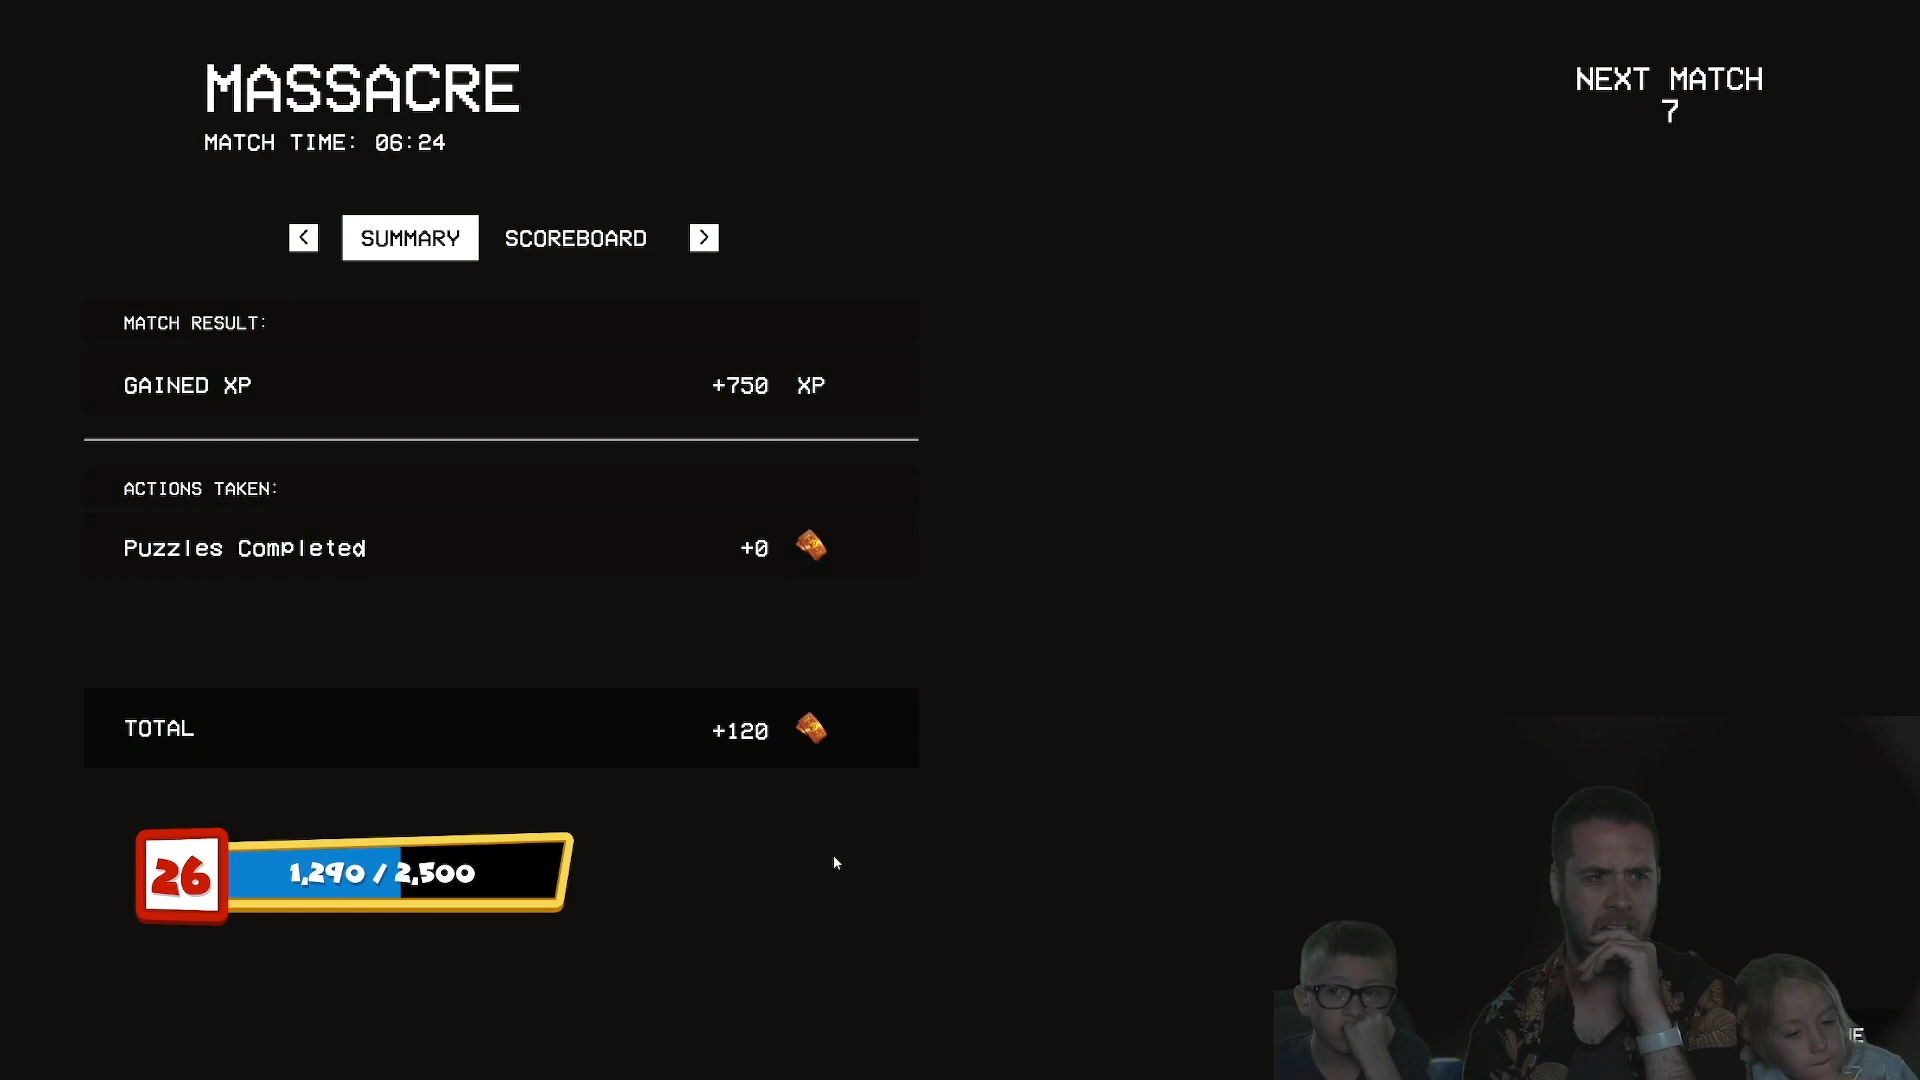 MASSACRE
MATCH TIME: 06:24
NEXT MATCH
7
< SUMMARY SCOREBOARD >
MATCH RESULT:
GAINED XP +750 XP
ACTIONS TAKEN:
Puzzles Completed +0
TOTAL +120
26 1,290 / 2,500